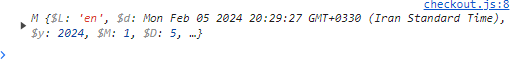 checkout.js:8
M {$L: 'en', $d: Mon Feb 05 2024 20:29:27 GMT+0330 (Iran Standard Time),
$y: 2024, $M: 1, $D: 5, …}